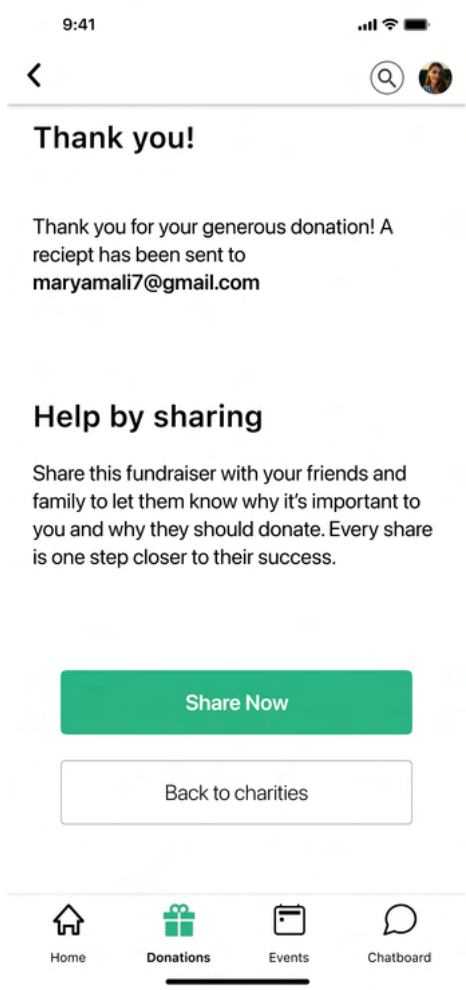 9:41
Thank you!
Thank you for your generous donation! A
reciept has been sent to
maryamali7@gmail.com
Help by sharing
Share this fundraiser with your friends and
family to let them know why it's important to
you and why they should donate. Every share
is one step closer to their success.
Share Now
Back to charities
Home
Donations
Events
Chatboard